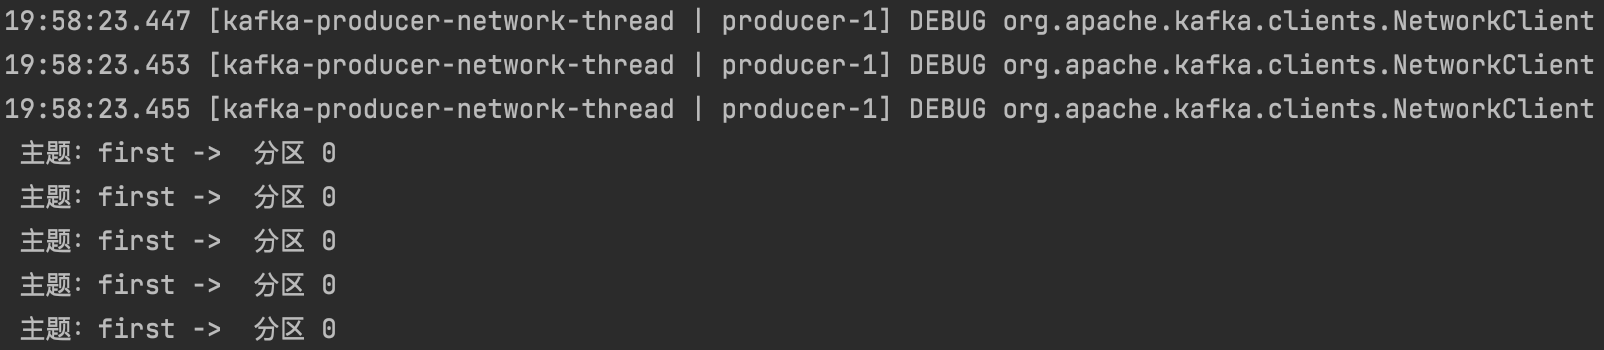 19:58:23.447 [kafka-producer-network-thread | producer-1] DEBUG org.apache.kafka.clients.NetworkClient
19:58:23.453 [kafka-producer-network-thread | producer-1] DEBUG org.apache.kafka.clients.NetworkClient
19:58:23.455 [kafka-producer-network-thread | producer-1] DEBUG org.apache.kafka.clients.NetworkClient
主题：first ->  分区 0
主题：first ->  分区 0
主题：first ->  分区 0
主题：first ->  分区 0
主题：first ->  分区 0